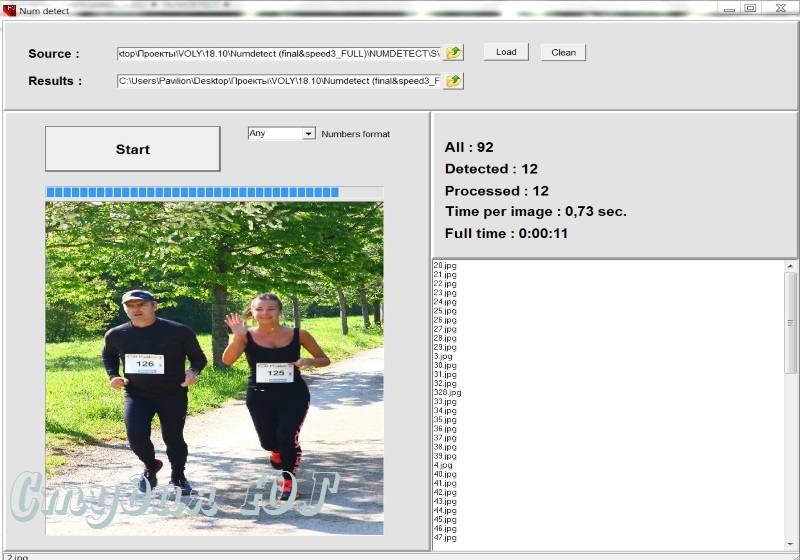 Num detect
Source :
ктор\Проекты\VOLY\18.10\Numdetect (final&speed3_FULL)\NUMDETECT\S\
Load
Clean
Results :
C:\Users\Pavilion\Desktop\Проекты\VOLY\18.10\Numdetect (final&speed3_F
Start
Any
Numbers format
All : 92
Detected : 12
Processed : 12
Time per image : 0,73 sec.
Full time : 0:00:11
126
125
20.jpg
21.jpg
22.jpg
23.jpg
24.jpg
25.jpg
26.jpg
27.jpg
28.jpg
29.jpg
3.jpg
30.jpg
31.jpg
32.jpg
328.jpg
33.jpg
34.jpg
35.jpg
36.jpg
37.jpg
38.jpg
39.jpg
4.jpg
40.jpg
41.jpg
42.jpg
43.jpg
44.jpg
45.jpg
46.jpg
47.jpg
Студия ЮГ
2.jpg